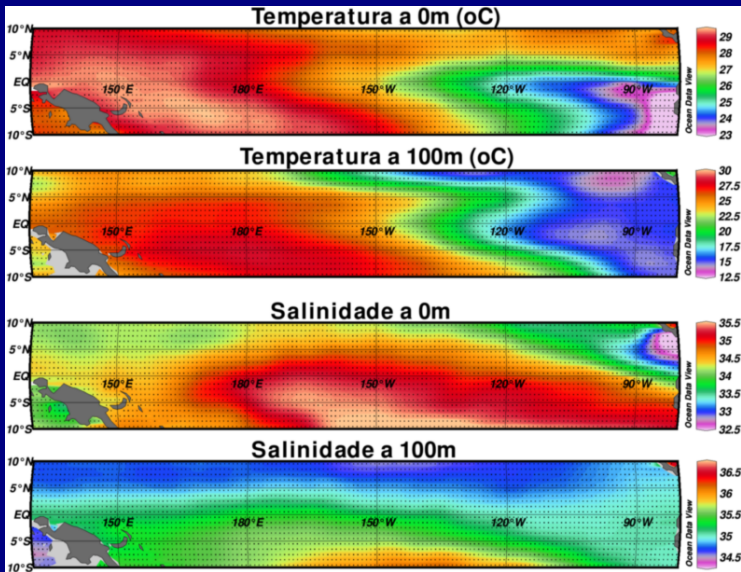 Temperatura a 0m (oC)
10°N
5°N
EQ
5°S
10°S
150°E 180°E 150°W 120°W 90°W
Ocean Data View
29
28
27
26
25
24
23
Temperatura a 100m (oC)
10°N
5°N
EQ
5°S
10°S
150°E 180°E 150°W 120°W 90°W
Ocean Data View
30
27.5
25
22.5
20
17.5
15
12.5
Salinidade a 0m
10°N
5°N
EQ
5°S
10°S
150°E 180°E 150°W 120°W 90°W
Ocean Data View
35.5
35
34.5
34
33.5
33
32.5
Salinidade a 100m
10°N
5°N
EQ
5°S
10°S
150°E 180°E 150°W 120°W 90°W
Ocean Data View
36.5
36
35.5
35
34.5